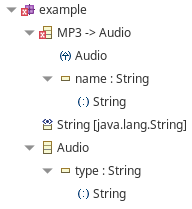 example
MP3 -> Audio
Audio
name : String
String
String [java.lang.String]
Audio
type : String
String